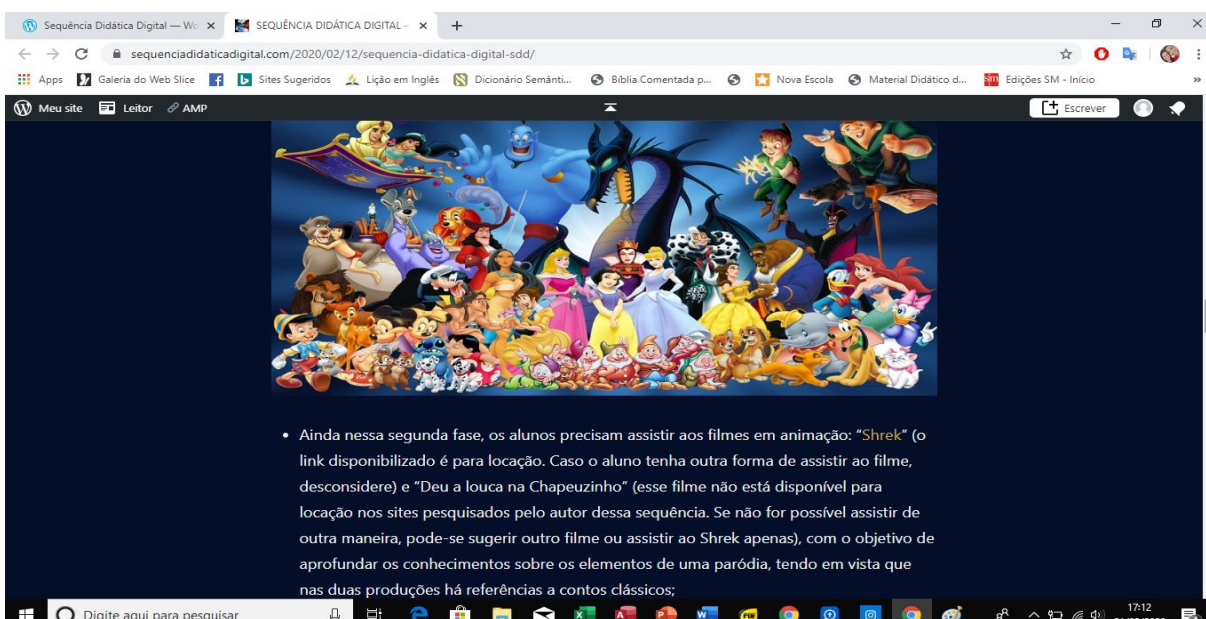 Sequência Didática Digital — Wo
SEQUÊNCIA DIDÁTICA DIGITAL –
sequenciadidaticadigital.com/2020/02/12/sequencia-didatica-digital-sdd/
Apps Galeria do Web Slice Sites Sugeridos Lição em Inglês Dicionário Semânti... Bíblia Comentada p... Nova Escola Material Didático d... sm Edições SM - Início »
Meu site Leitor AMP Escrever
• Ainda nessa segunda fase, os alunos precisam assistir aos filmes em animação: “Shrek“ (o
link disponibilizado é para locação. Caso o aluno tenha outra forma de assistir ao filme,
desconsidere) e “Deu a louca na Chapeuzinho” (esse filme não está disponível para
locação nos sites pesquisados pelo autor dessa sequência. Se não for possível assistir de
outra maneira, pode-se sugerir outro filme ou assistir ao Shrek apenas), com o objetivo de
aprofundar os conhecimentos sobre os elementos de uma paródia, tendo em vista que
nas duas produções há referências a contos clássicos;
Digite aqui para pesquisar
17:12